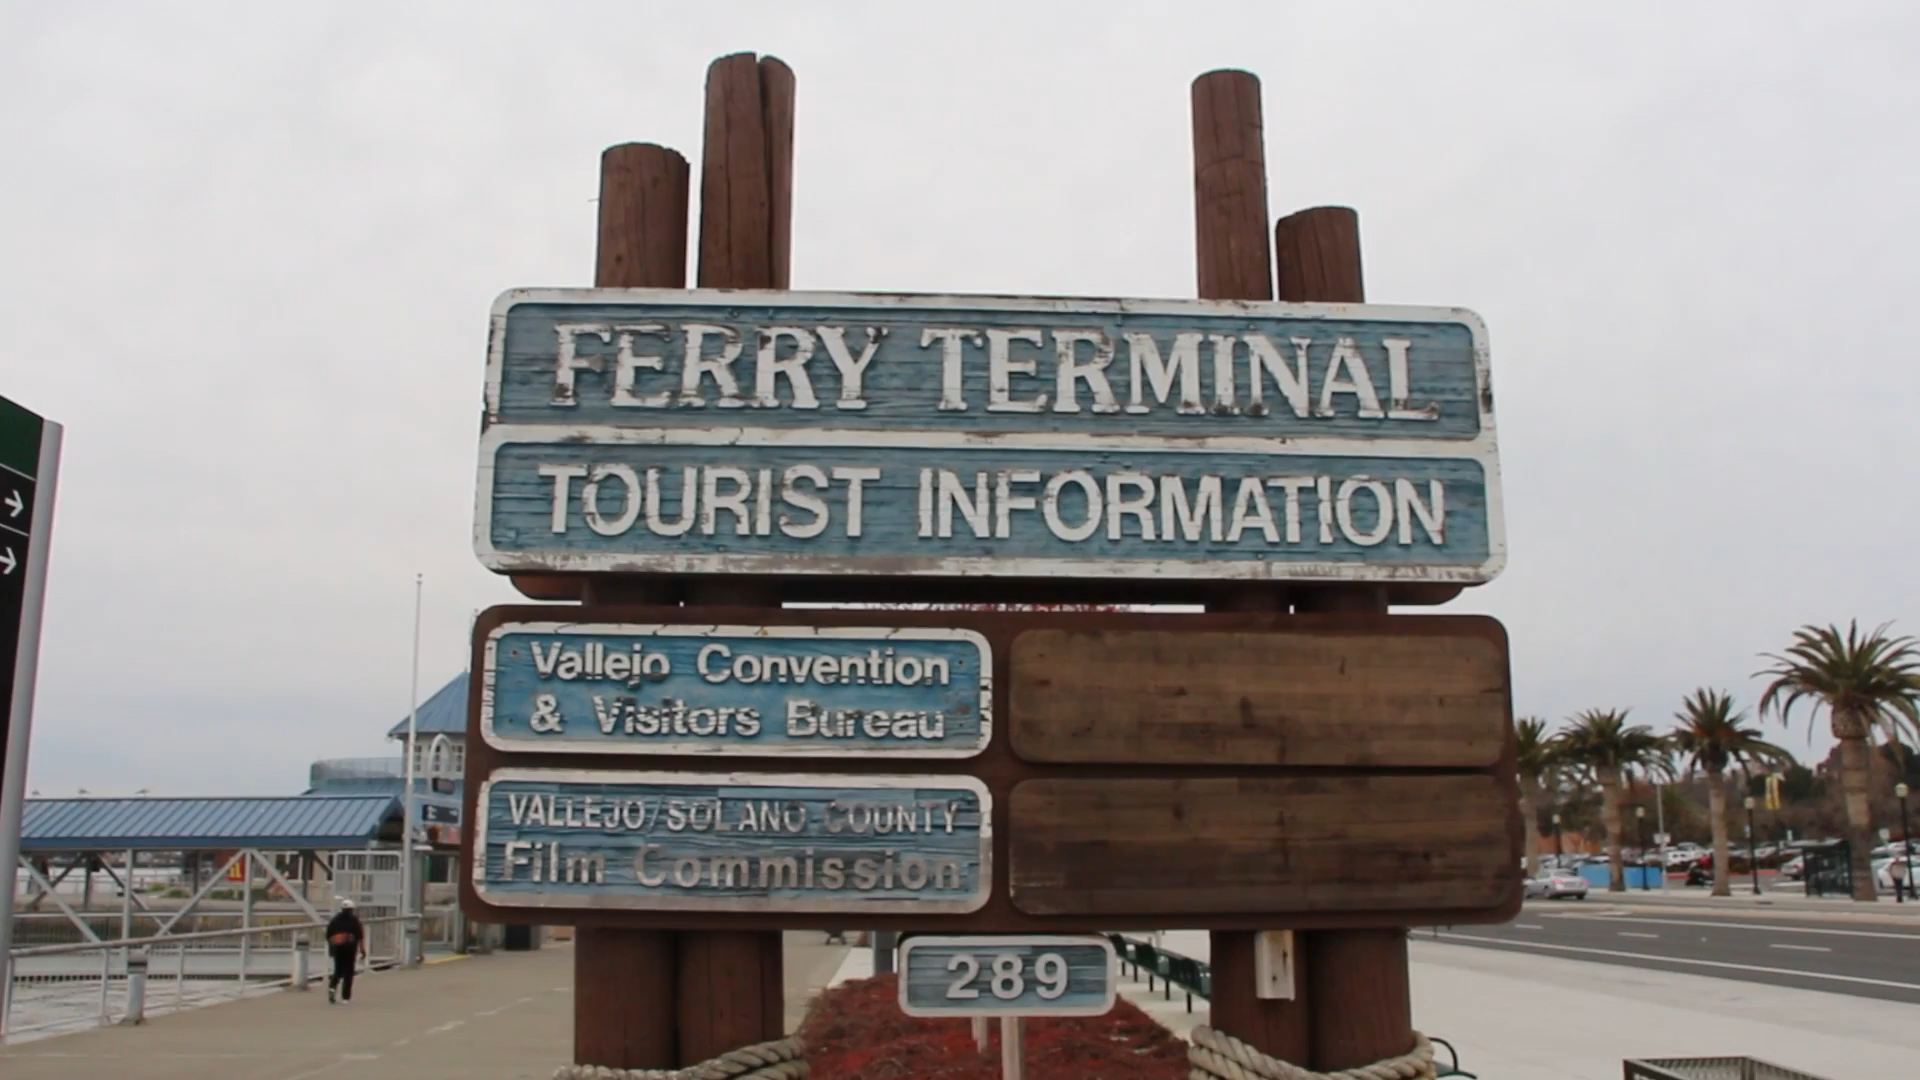 FERRY TERMINAL
TOURIST INFORMATION
Vallejo Convention
& Visitors Bureau
VALLEJO/SOLANO COUNTY
Film Commission
289